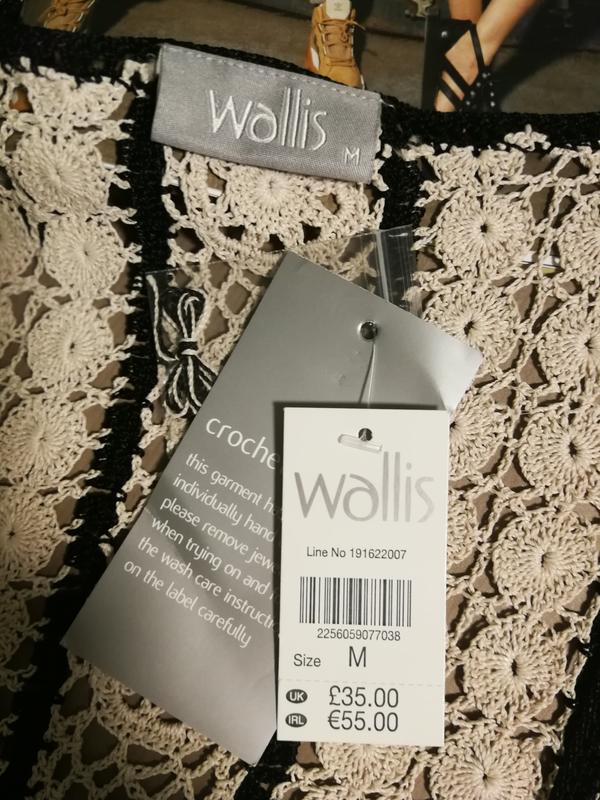 wallis
M
croche
this garment h
individually hand
please remove jew
when trying on and
the wash care instructi
on the label carefully
wallis
Line No 191622007
2256059077038
Size M
UK £35.00
IRL €55.00